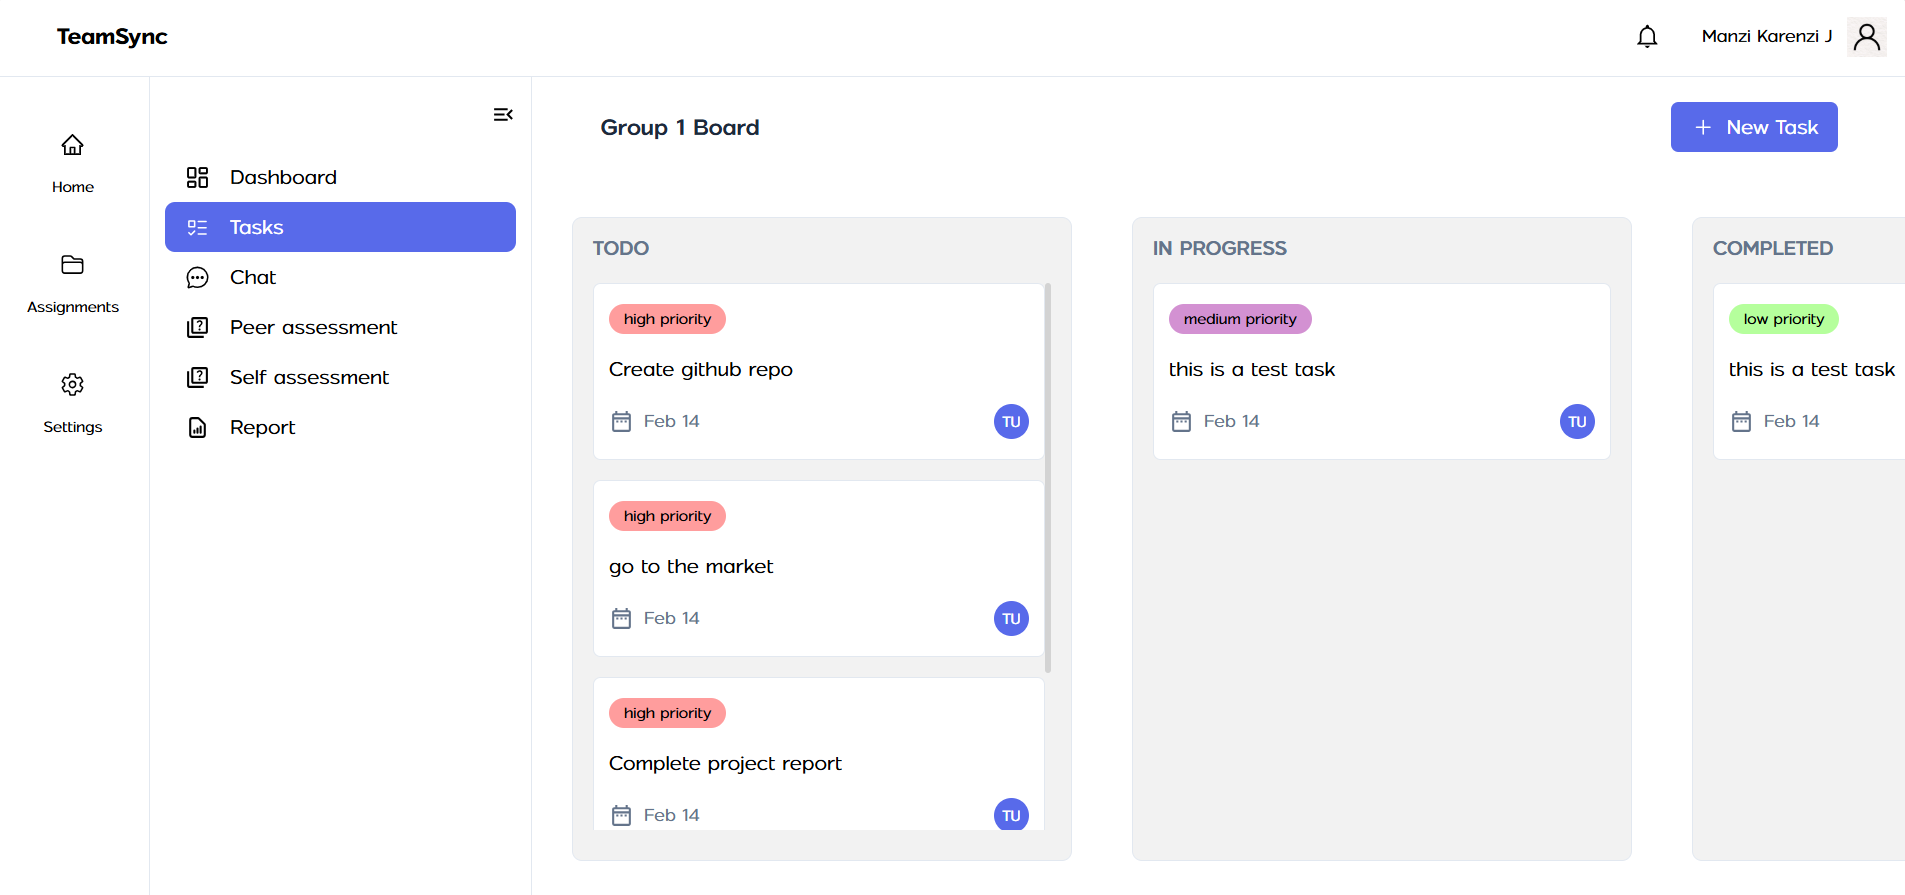 TeamSync
Manzi Karenzi J
Home
Assignments
Settings
Dashboard
Tasks
Chat
Peer assessment
Self assessment
Report
Group 1 Board
New Task
TODO
high priority
Create github repo
Feb 14
TU
high priority
go to the market
Feb 14
TU
high priority
Complete project report
Feb 14
TU
IN PROGRESS
medium priority
this is a test task
Feb 14
TU
COMPLETED
low priority
this is a test task
Feb 14